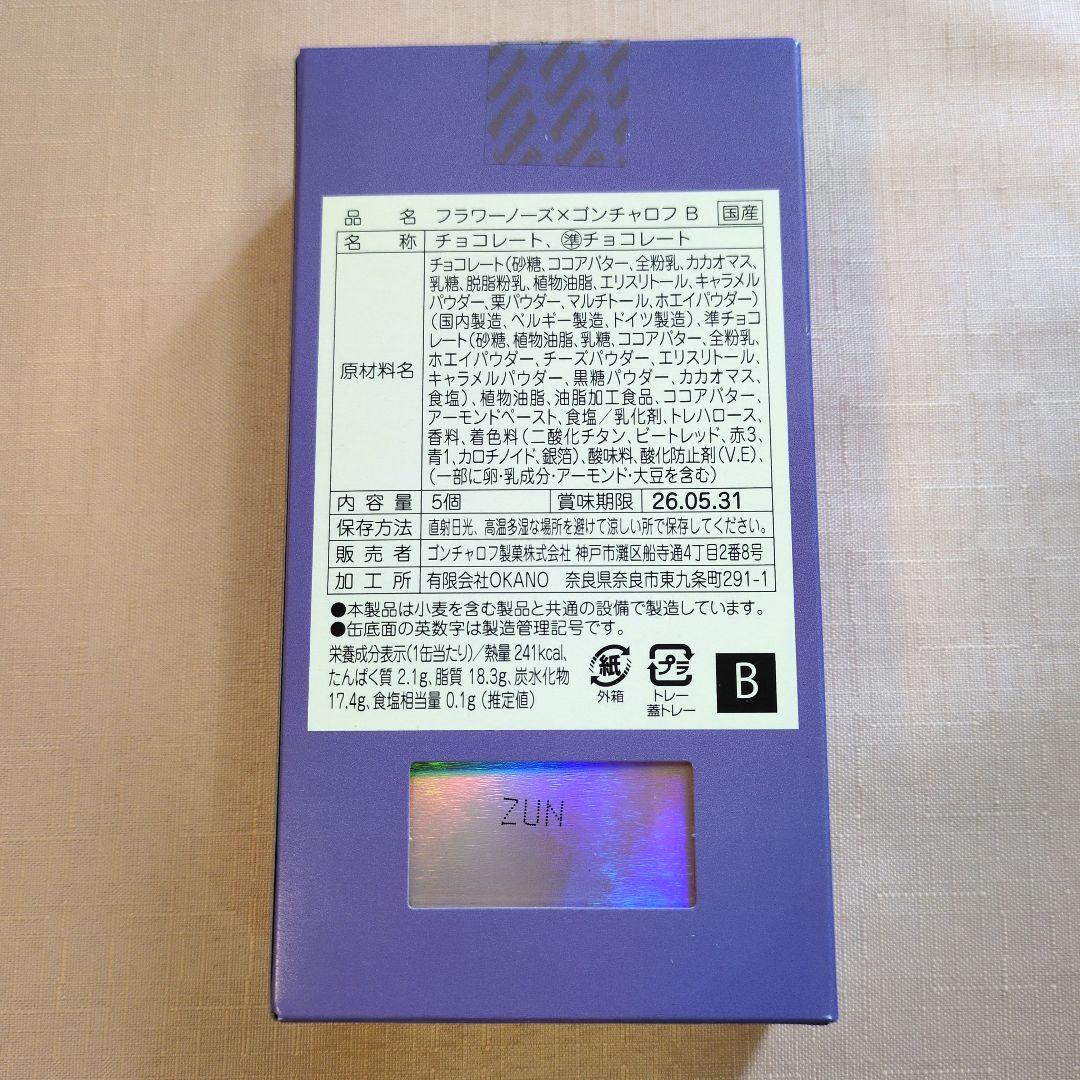 品名 フラワーノーズ×ゴンチャロフ B 国産
名称 チョコレート、準チョコレート
原材料名
チョコレート(砂糖、ココアバター、全粉乳、カカオマス、
乳糖、脱脂粉乳、植物油脂、エリスリトール、キャラメル
パウダー、栗パウダー、マルチトール、ホエイパウダー)
(国内製造、ベルギー製造、ドイツ製造)、準チョコ
レート(砂糖、植物油脂、乳糖、ココアバター、全粉乳、
ホエイパウダー、チーズパウダー、エリスリトール、
キャラメルパウダー、黒糖パウダー、カカオマス、
食塩)、植物油脂、油脂加工食品、ココアバター、
アーモンドペースト、食塩/乳化剤、トレハロース、
香料、着色料(二酸化チタン、ビートレッド、赤3、
青1、カロチノイド、銀箔)、酸味料、酸化防止剤(V.E)、
(一部に卵・乳成分・アーモンド・大豆を含む)
内容量 5個 賞味期限 26.05.31
保存方法 直射日光、高温多湿な場所を避けて涼しい所で保存してください。
販売者 ゴンチャロフ製菓株式会社 神戸市灘区船寺通4丁目2番8号
加工所 有限会社OKANO 奈良県奈良市東九条町291-1
●本製品は小麦を含む製品と共通の設備で製造しています。
●缶底面の英数字は製造管理記号です。
栄養成分表示(1缶当たり)/熱量 241kcal、
たんぱく質 2.1g、脂質 18.3g、炭水化物
17.4g、食塩相当量 0.1g (推定値)
紙
外箱
プラ
トレー
蓋トレー
B
ZUN